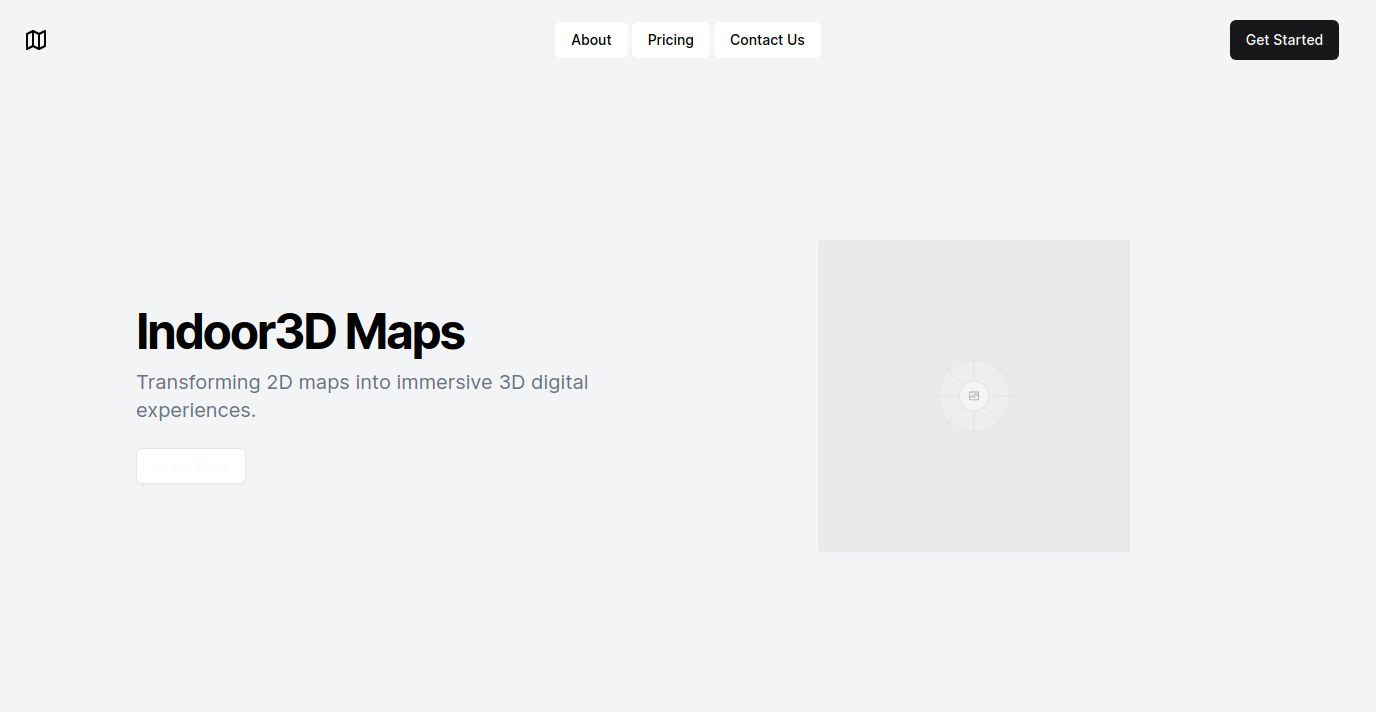 About
Pricing
Contact Us
Get Started
Indoor3D Maps
Transforming 2D maps into immersive 3D digital
experiences.
Learn More